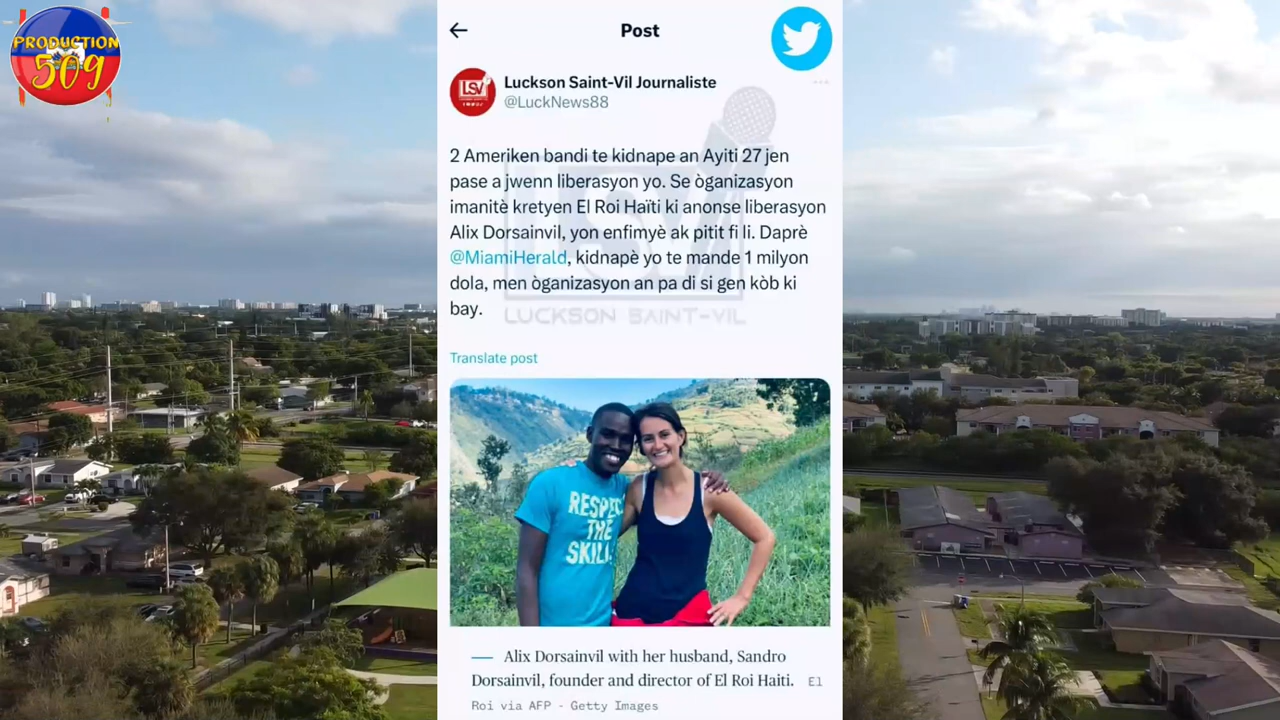 PRODUCTION
509
Post
LSV
Luckson Saint-Vil Journaliste
@LuckNews88
2 Ameriken bandi te kidnape an Ayiti 27 jen
pase a jwenn liberasyon yo. Se òganizasyon
imanitè kretyen El Roi Haïti ki anonse liberasyon
Alix Dorsainvil, yon enfimyè ak pitit fi li. Daprè
@MiamiHerald, kidnapè yo te mande 1 milyon
dola, men òganizasyon an pa di si gen kòb ki
bay.
LSV
LUCKSON SAINT-VIL
Translate post
RESPEC
THE
SKILL
— Alix Dorsainvil with her husband, Sandro
Dorsainvil, founder and director of El Roi Haiti. El
Roi via AFP - Getty Images